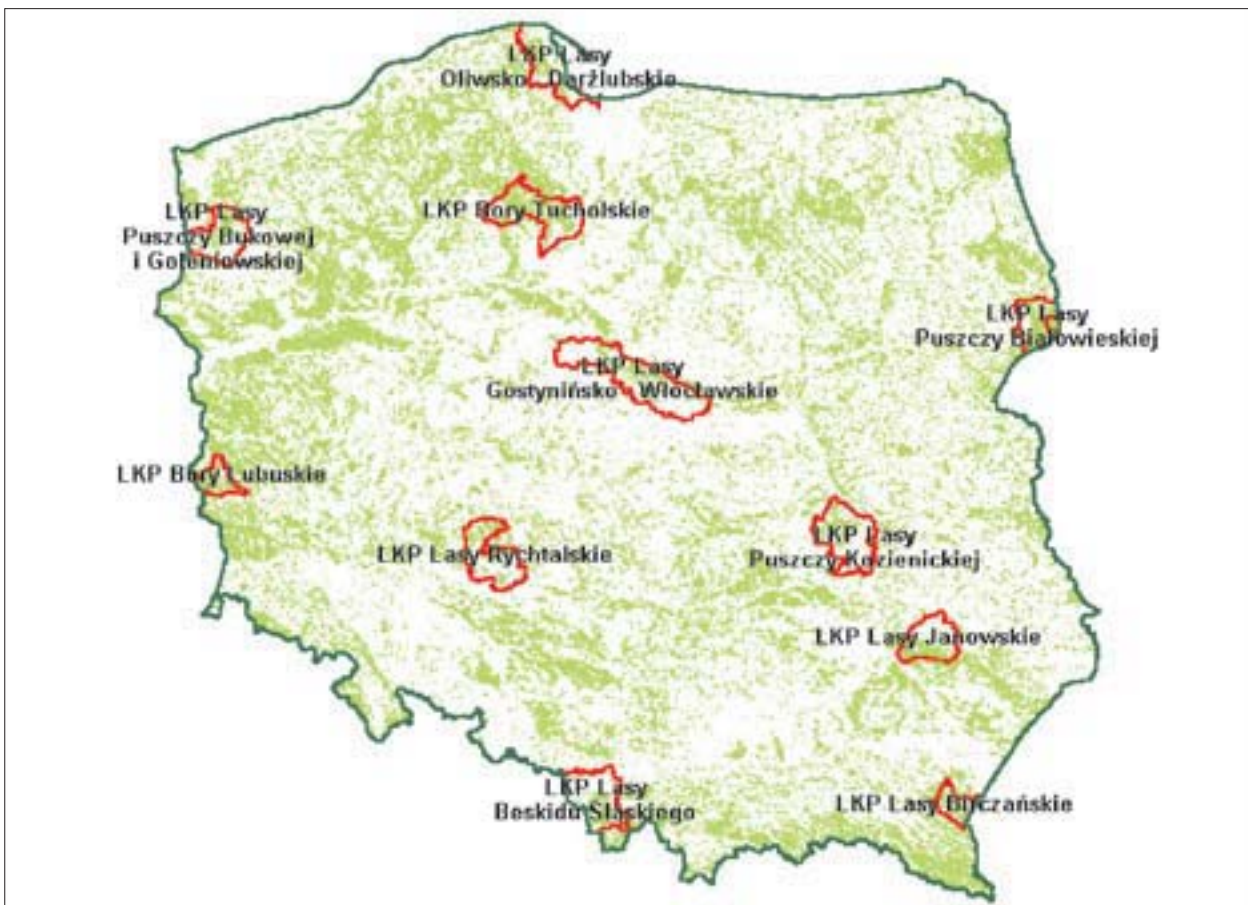 LKP Lasy
Oliwsko - Darżlubskie
LKP Bory Tucholskie
LKP Lasy
Puszczy Bukowej
i Goleniowskiej
LKP Lasy
Puszczy Białowieskiej
LKP Lasy
Gostynińsko - Włocławskie
LKP Bory Lubuskie
LKP Lasy Rychtalskie
LKP Lasy
Puszczy Kozienickiej
LKP Lasy Janowskie
LKP Lasy
Beskidu Śląskiego
LKP Lasy Birczańskie